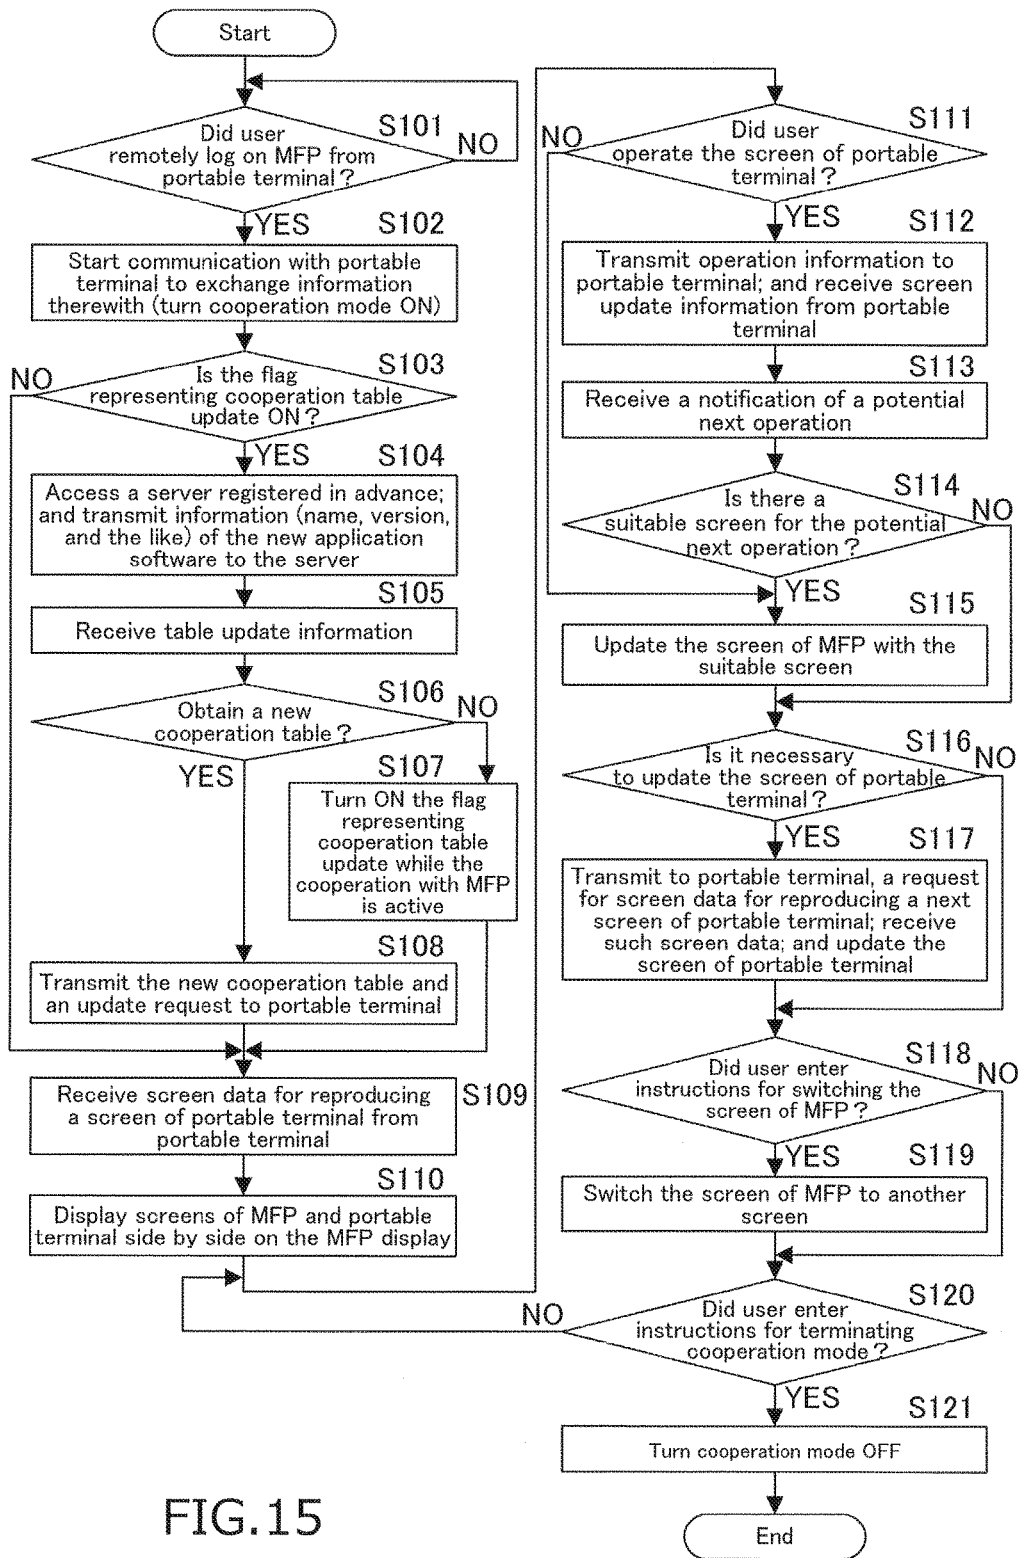 Start
S101
Did user
remotely log on MFP from
portable terminal?
NO
YES
S102
Start communication with portable
terminal to exchange information
therewith (turn cooperation mode ON)
S103
NO
Is the flag
representing cooperation table
update ON?
YES
S104
Access a server registered in advance;
and transmit information (name, version,
and the like) of the new application
software to the server
S105
Receive table update information
S106
Obtain a new
cooperation table?
NO
YES
S107
Turn ON the flag
representing
cooperation table
update while the
cooperation with MFP
is active
S108
Transmit the new cooperation table and
an update request to portable terminal
Receive screen data for reproducing
a screen of portable terminal from
portable terminal
S109
S110
Display screens of MFP and portable
terminal side by side on the MFP display
S111
NO
Did user
operate the screen of portable
terminal?
YES
S112
Transmit operation information to
portable terminal; and receive screen
update information from portable
terminal
S113
Receive a notification of a potential
next operation
S114
Is there a
suitable screen for the potential
next operation?
NO
YES
S115
Update the screen of MFP with the
suitable screen
S116
Is it necessary
to update the screen of portable
terminal?
NO
YES
S117
Transmit to portable terminal, a request
for screen data for reproducing a next
screen of portable terminal; receive
such screen data; and update the
screen of portable terminal
S118
Did user enter
instructions for switching the
screen of MFP?
NO
YES
S119
Switch the screen of MFP to another
screen
S120
NO
Did user enter
instructions for terminating
cooperation mode?
YES
S121
Turn cooperation mode OFF
End
FIG.15